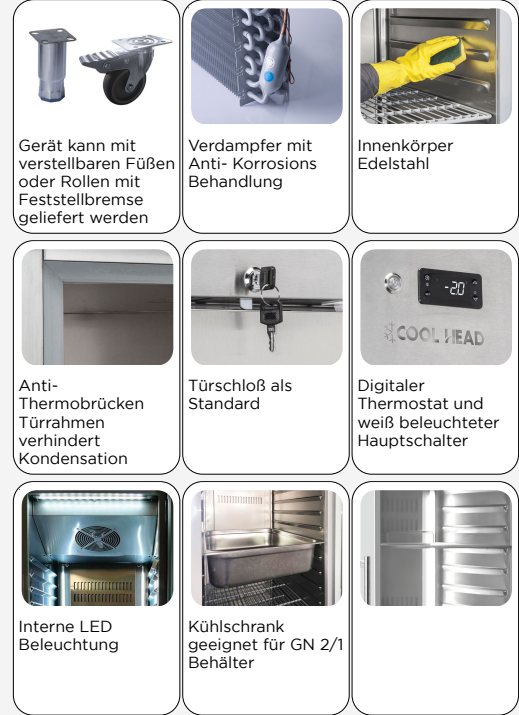 Gerät kann mit
verstellbaren Füßen
oder Rollen mit
Feststellbremse
geliefert werden
Verdampfer mit
Anti- Korrosions
Behandlung
Innenkörper
Edelstahl
Anti-
Thermobrücken
Türrahmen
verhindert
Kondensation
Türschloß als
Standard
-20
COOL HEAD
Digitaler
Thermostat und
weiß beleuchteter
Hauptschalter
Interne LED
Beleuchtung
Kühlschrank
geeignet für GN 2/1
Behälter